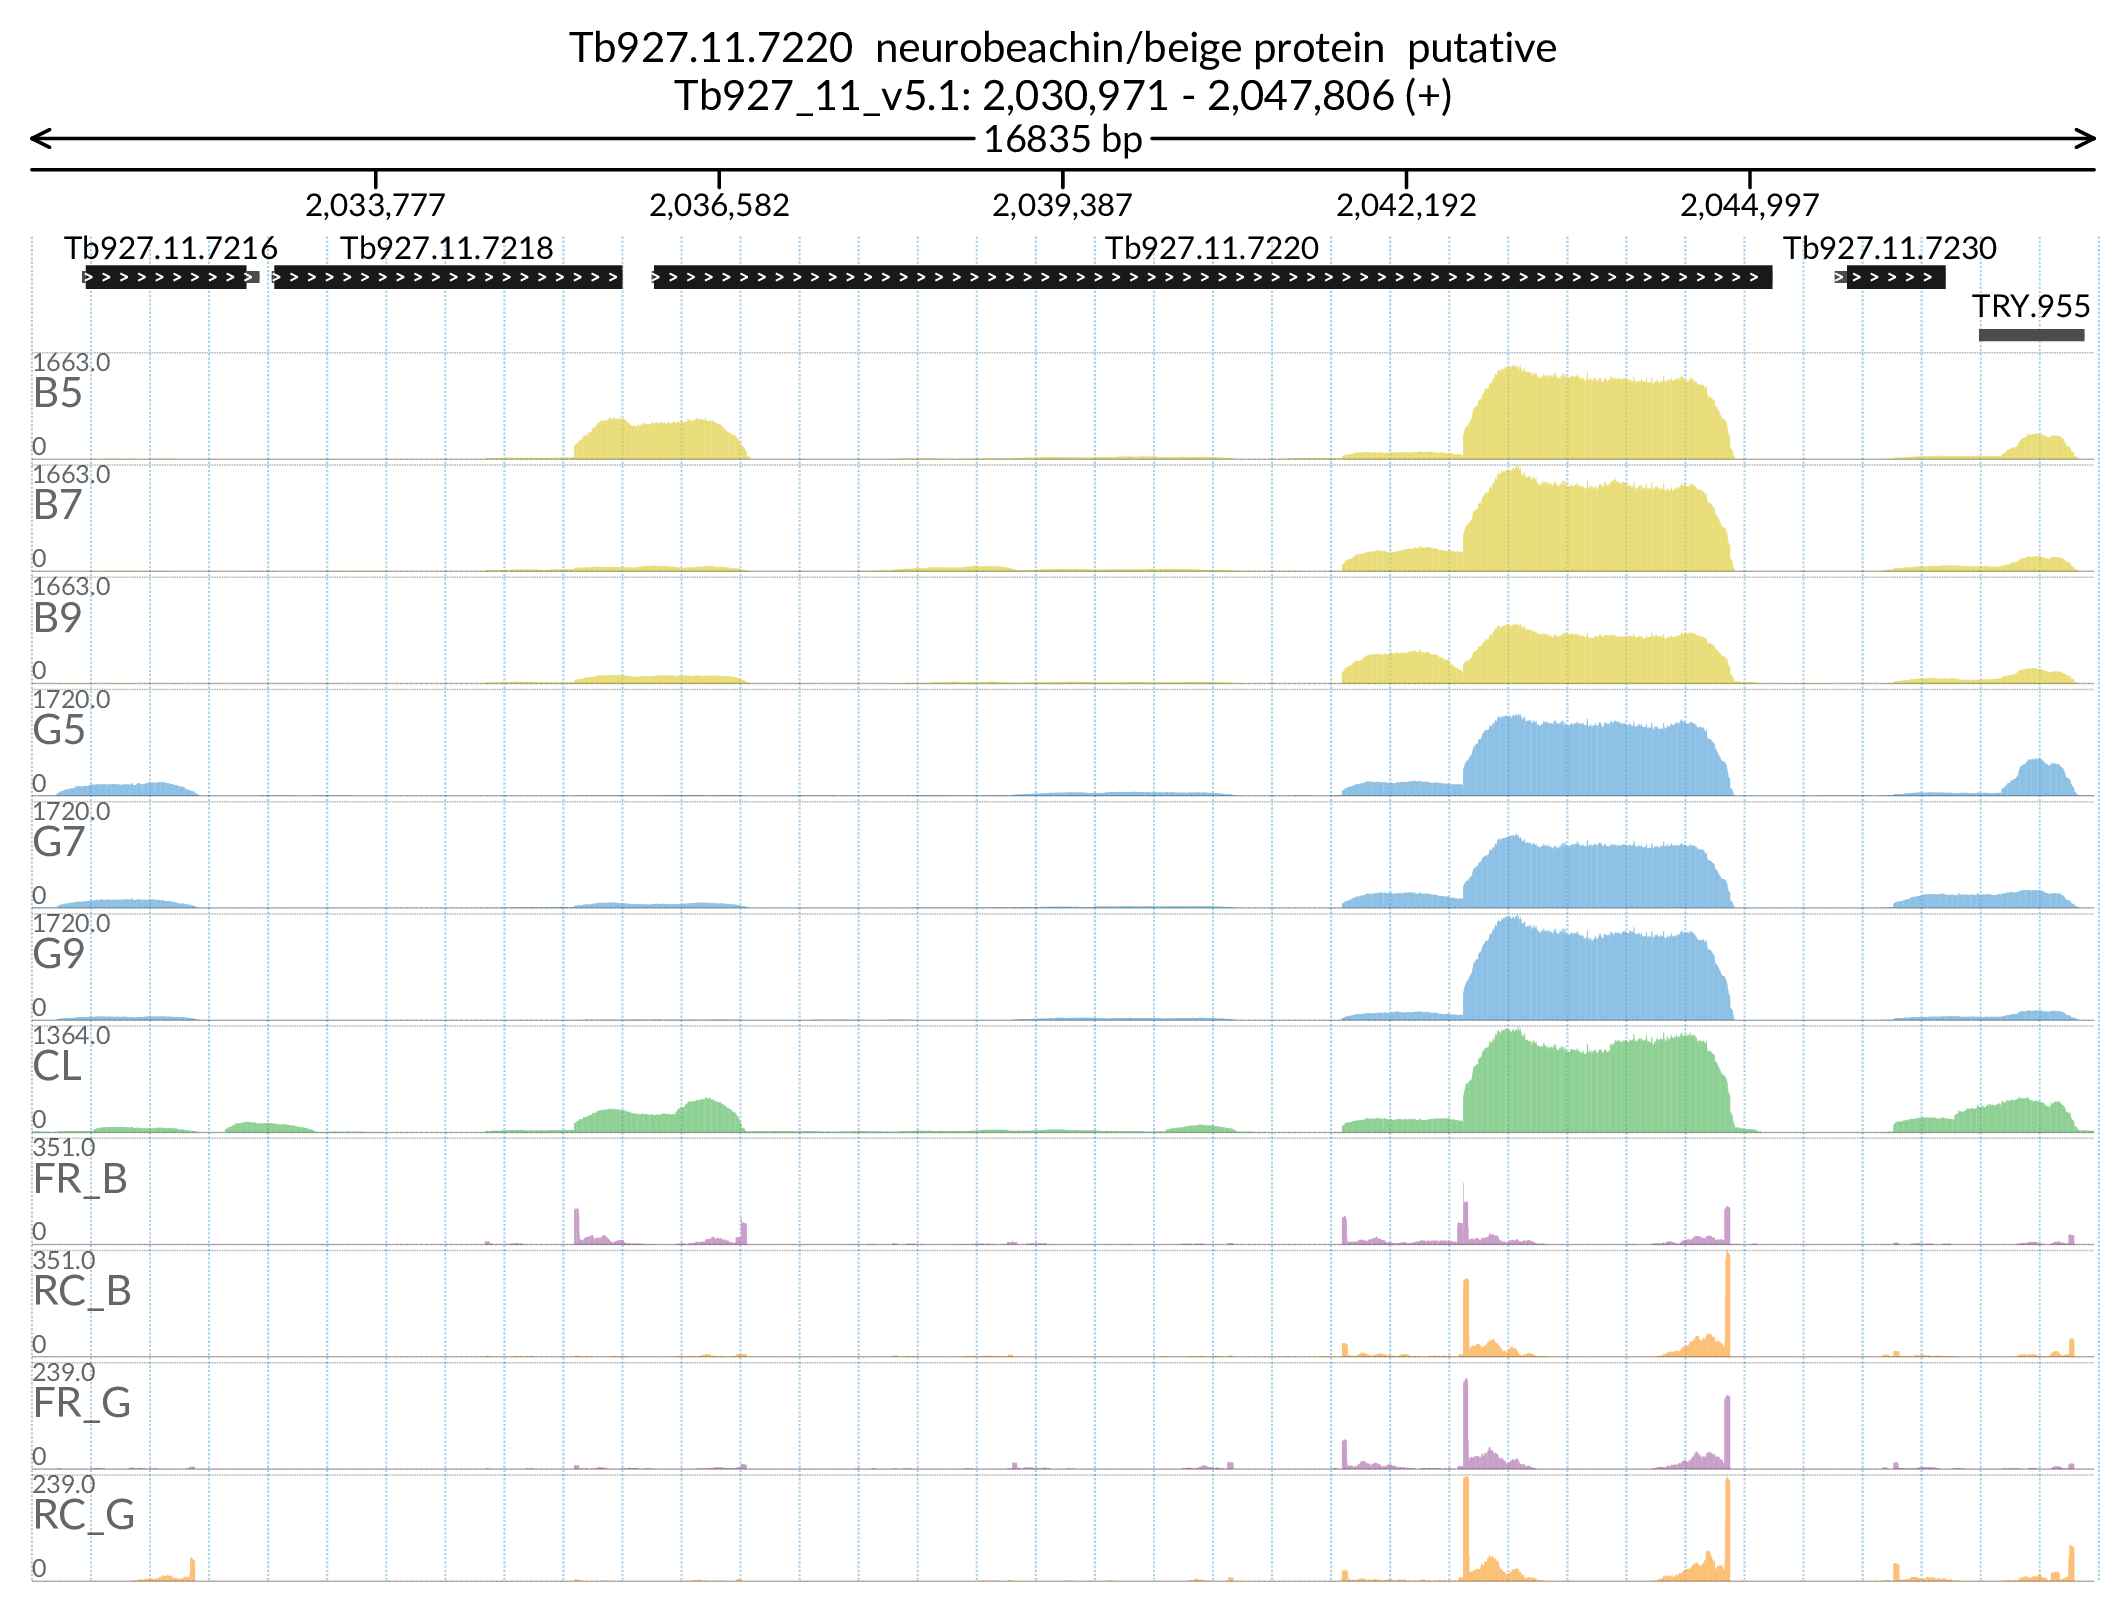 Tb927.11.7220  neurobeachin/beige protein  putative
Tb927_11_v5.1: 2,030,971 - 2,047,806 (+)
16835 bp
2,033,777 2,036,582 2,039,387 2,042,192 2,044,997
Tb927.11.7216 Tb927.11.7218 Tb927.11.7220 Tb927.11.7230
TRY.955
1663.0
B5
0
1663.0
B7
0
1663.0
B9
0
1720.0
G5
0
1720.0
G7
0
1720.0
G9
0
1364.0
CL
0
351.0
FR_B
0
351.0
RC_B
0
239.0
FR_G
0
239.0
RC_G
0